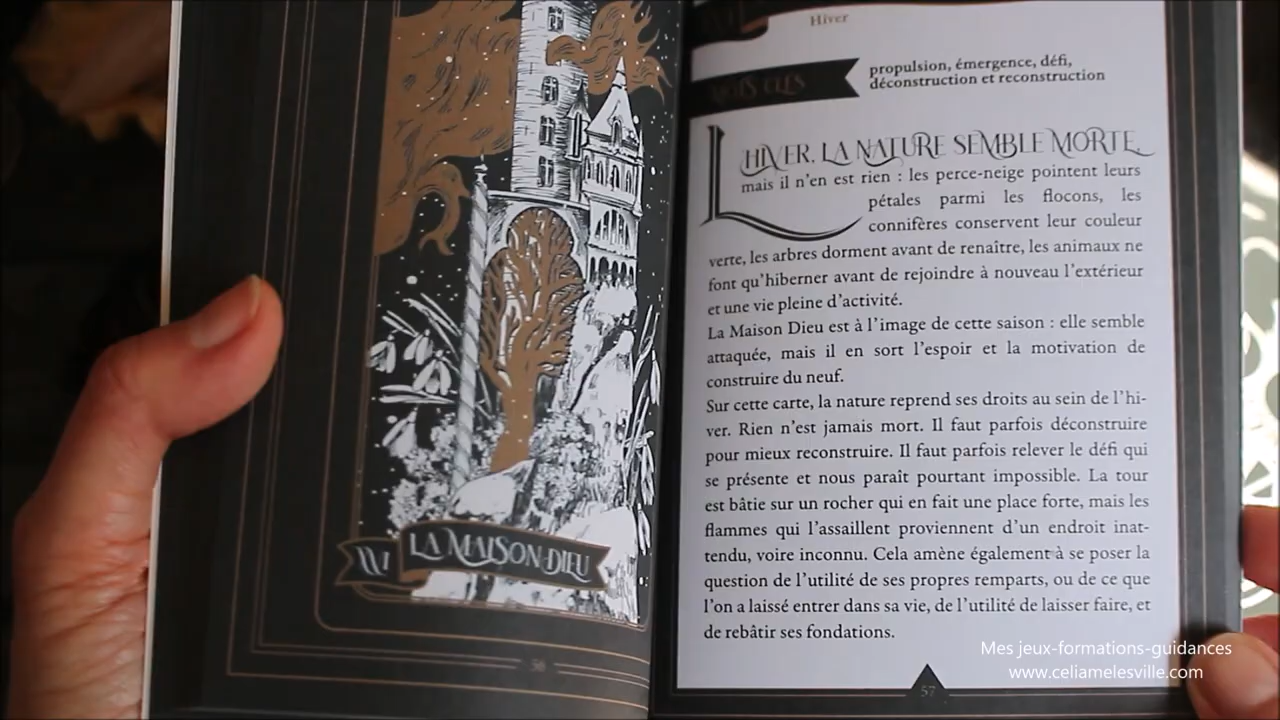 XVI LA MAISON DIEU
56
Hiver
MOTS CLÉS
propulsion, émergence, défi,
déconstruction et reconstruction
L'HIVER, LA NATURE SEMBLE MORTE,
mais il n'en est rien : les perce-neige pointent leurs
pétales parmi les flocons, les
connifères conservent leur couleur
verte, les arbres dorment avant de renaître, les animaux ne
font qu'hiberner avant de rejoindre à nouveau l'extérieur
et une vie pleine d'activité.
La Maison Dieu est à l'image de cette saison : elle semble
attaquée, mais il en sort l'espoir et la motivation de
construire du neuf.
Sur cette carte, la nature reprend ses droits au sein de l'hi-
ver. Rien n'est jamais mort. Il faut parfois déconstruire
pour mieux reconstruire. Il faut parfois relever le défi qui
se présente et nous paraît pourtant impossible. La tour
est bâtie sur un rocher qui en fait une place forte, mais les
flammes qui l'assaillent proviennent d'un endroit inat-
tendu, voire inconnu. Cela amène également à se poser la
question de l'utilité de ses propres remparts, ou de ce que
l'on a laissé entrer dans sa vie, de l'utilité de laisser faire, et
de rebâtir ses fondations.
57
Mes jeux-formations-guidances
www.celiamelesville.com